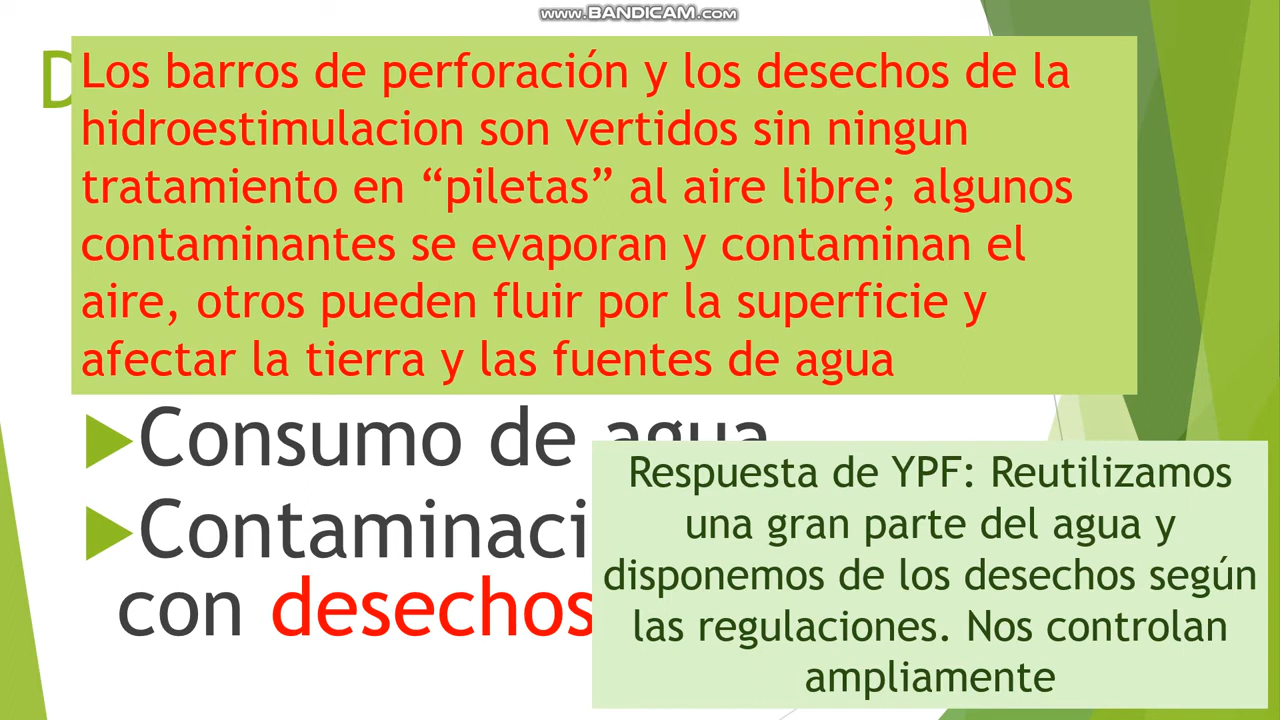 www.BANDICAM.com
D
Los barros de perforación y los desechos de la
hidroestimulacion son vertidos sin ningun
tratamiento en “piletas” al aire libre; algunos
contaminantes se evaporan y contaminan el
aire, otros pueden fluir por la superficie y
afectar la tierra y las fuentes de agua
Consumo de agua
Contaminaci
con desechos
Respuesta de YPF: Reutilizamos
una gran parte del agua y
disponemos de los desechos según
las regulaciones. Nos controlan
ampliamente